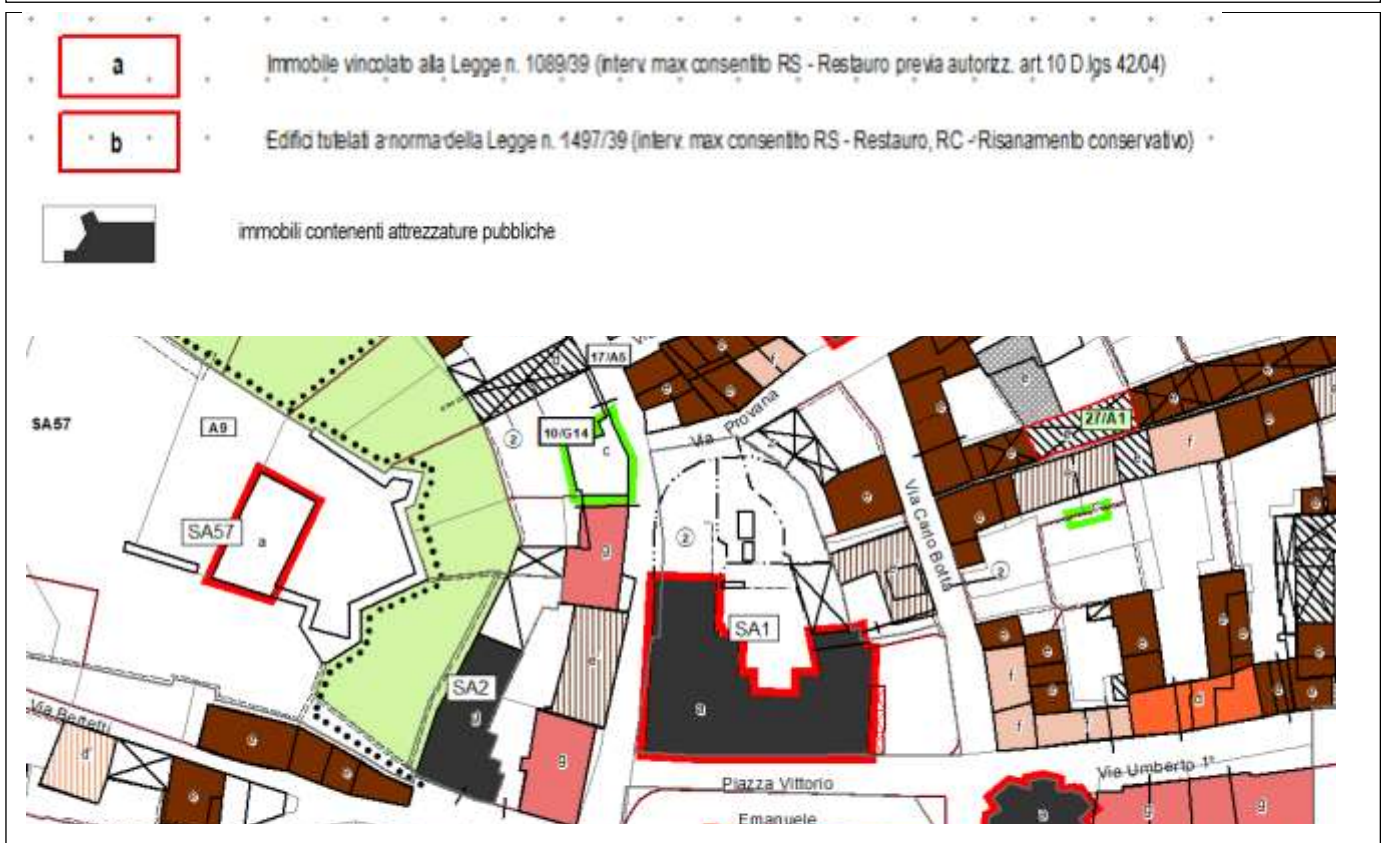 a
Immobile vincolato alla Legge n. 1089/39 (interv. max consentito RS - Restauro previa autorizz. art.10 D.lgs 42/04)
b
Edifici tutelati a norma della Legge n. 1497/39 (interv. max consentito RS - Restauro, RC - Risanamento conservativo)
immobili contenenti attrezzature pubbliche
17/A5
SA57
A9
10/G14
c
2
Via Provana
27/A1
e
f
SA57
a
g
2
SA1
Via Carlo Botta
2
SA2
g
a
d
Via Bertetti
d
e
e
e
g
Piazza Vittorio
Emanuele
Via Umberto 1°
a
g
g